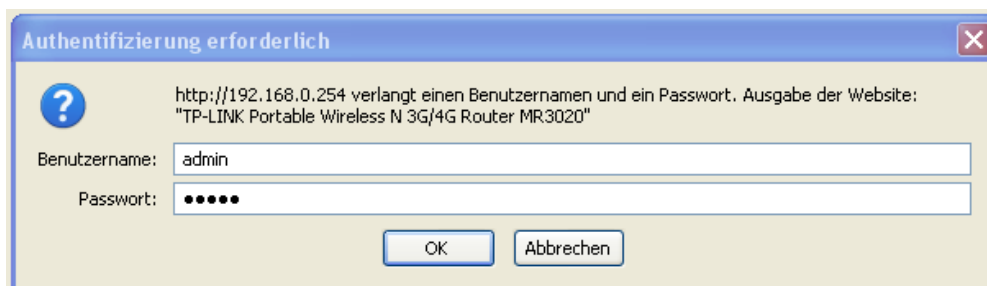 Authentifizierung erforderlich
http://192.168.0.254 verlangt einen Benutzernamen und ein Passwort. Ausgabe der Website:
"TP-LINK Portable Wireless N 3G/4G Router MR3020"
Benutzername: admin
Passwort: •••••
OK Abbrechen